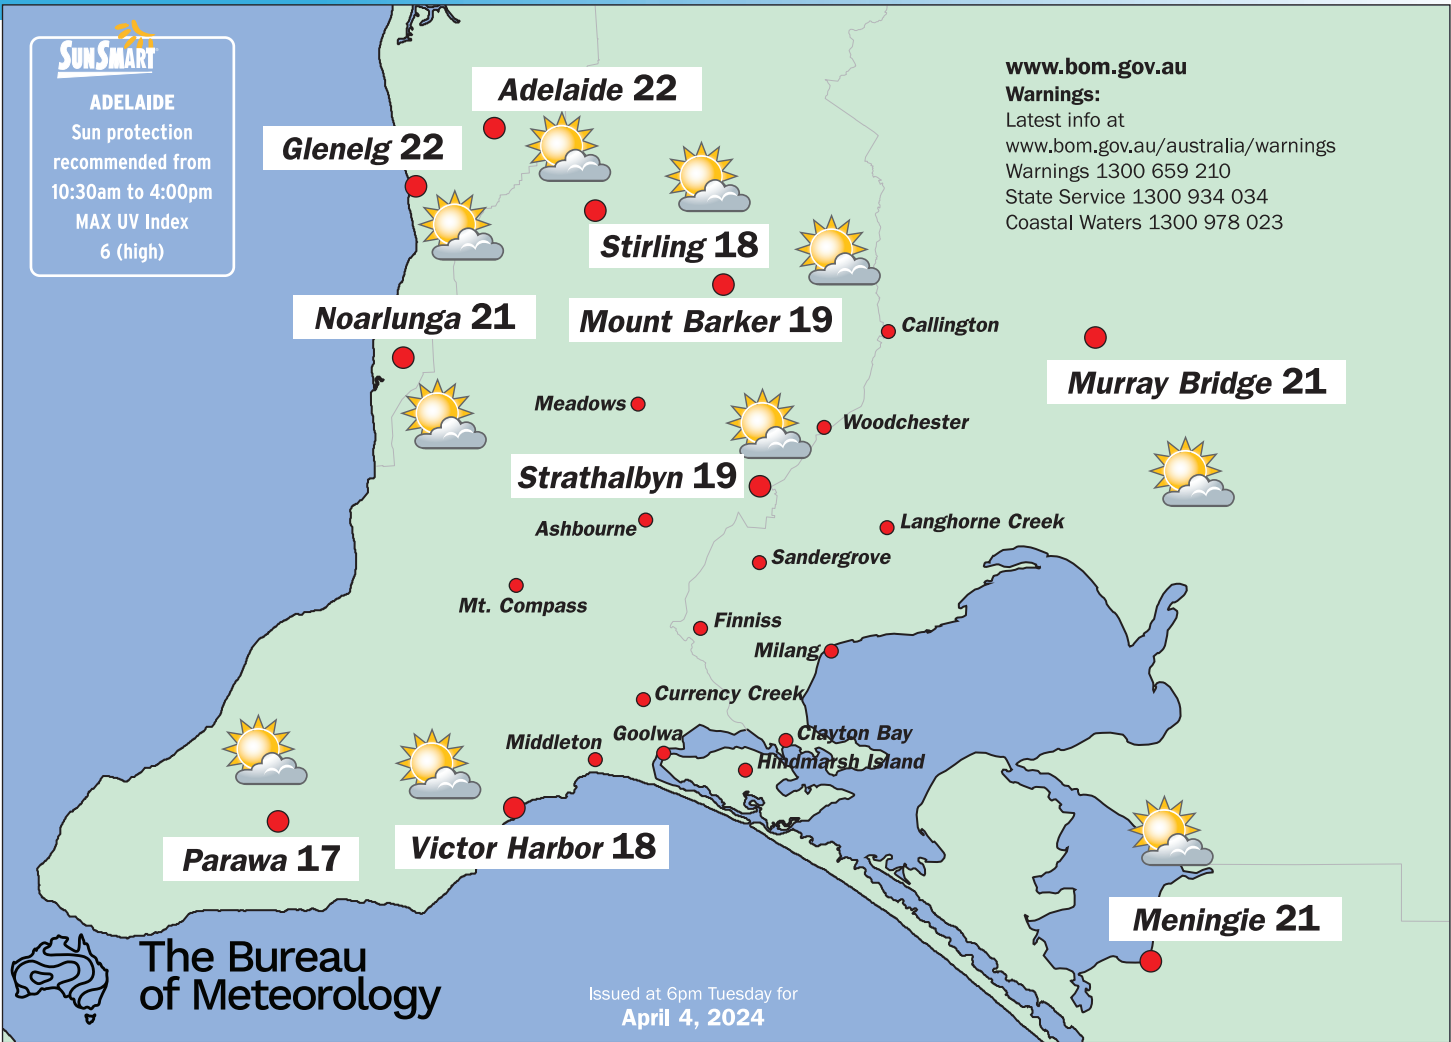 SUNSMART
ADELAIDE
Sun protection
recommended from
10:30am to 4:00pm
MAX UV Index
6 (high)
www.bom.gov.au
Warnings:
Latest info at
www.bom.gov.au/australia/warnings
Warnings 1300 659 210
State Service 1300 934 034
Coastal Waters 1300 978 023
Adelaide 22
Glenelg 22
Stirling 18
Noarlunga 21
Mount Barker 19
Callington
Murray Bridge 21
Meadows
Woodchester
Strathalbyn 19
Ashbourne
Langhorne Creek
Sandergrove
Mt. Compass
Finniss
Milang
Currency Creek
Middleton
Goolwa
Clayton Bay
Hindmarsh Island
Parawa 17
Victor Harbor 18
Meningie 21
The Bureau
of Meteorology
Issued at 6pm Tuesday for
April 4, 2024